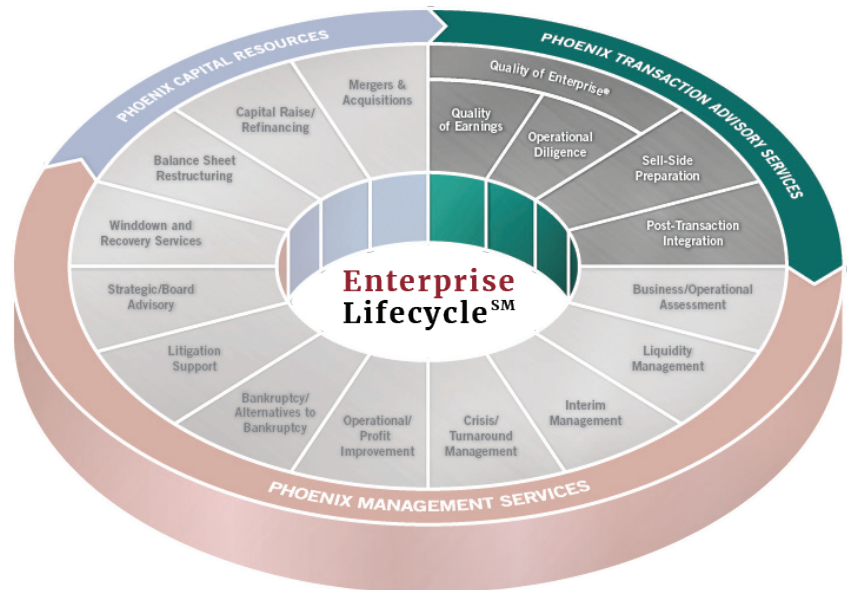 PHOENIX CAPITAL RESOURCES
PHOENIX TRANSACTION ADVISORY SERVICES
Quality of Enterprise®
Mergers &
Acquisitions
Quality
of Earnings
Capital Raise/
Refinancing
Operational
Diligence
Balance Sheet
Restructuring
Sell-Side
Preparation
Winddown and
Recovery Services
Post-Transaction
Integration
Enterprise
Lifecycle℠
Strategic/Board
Advisory
Business/Operational
Assessment
Litigation
Support
Liquidity
Management
Bankruptcy/
Alternatives to
Bankruptcy
Operational/
Profit
Improvement
Crisis/
Turnaround
Management
Interim
Management
PHOENIX MANAGEMENT SERVICES